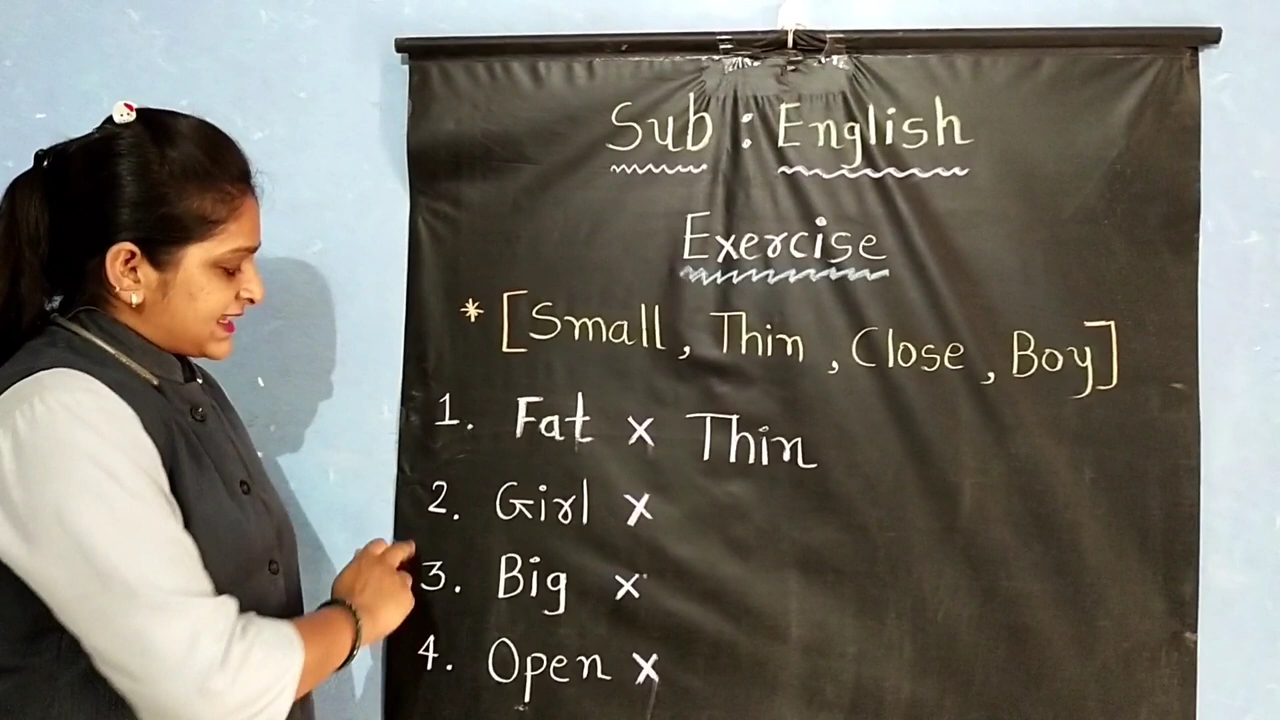 Sub : English
Exercise
* [Small, Thin, Close, Boy]
1. Fat x Thin
2. Girl x
3. Big x
4. Open x